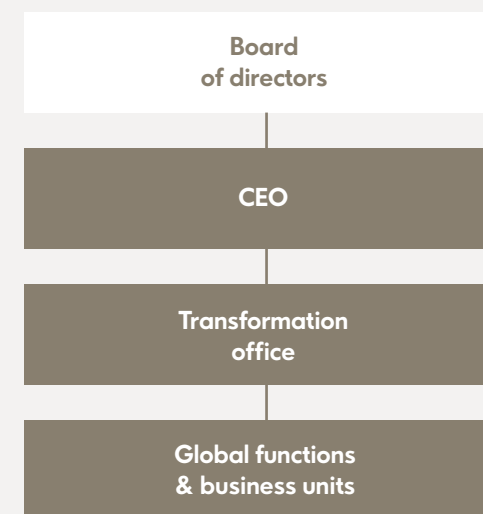 Board
of directors
CEO
Transformation
office
Global functions
& business units